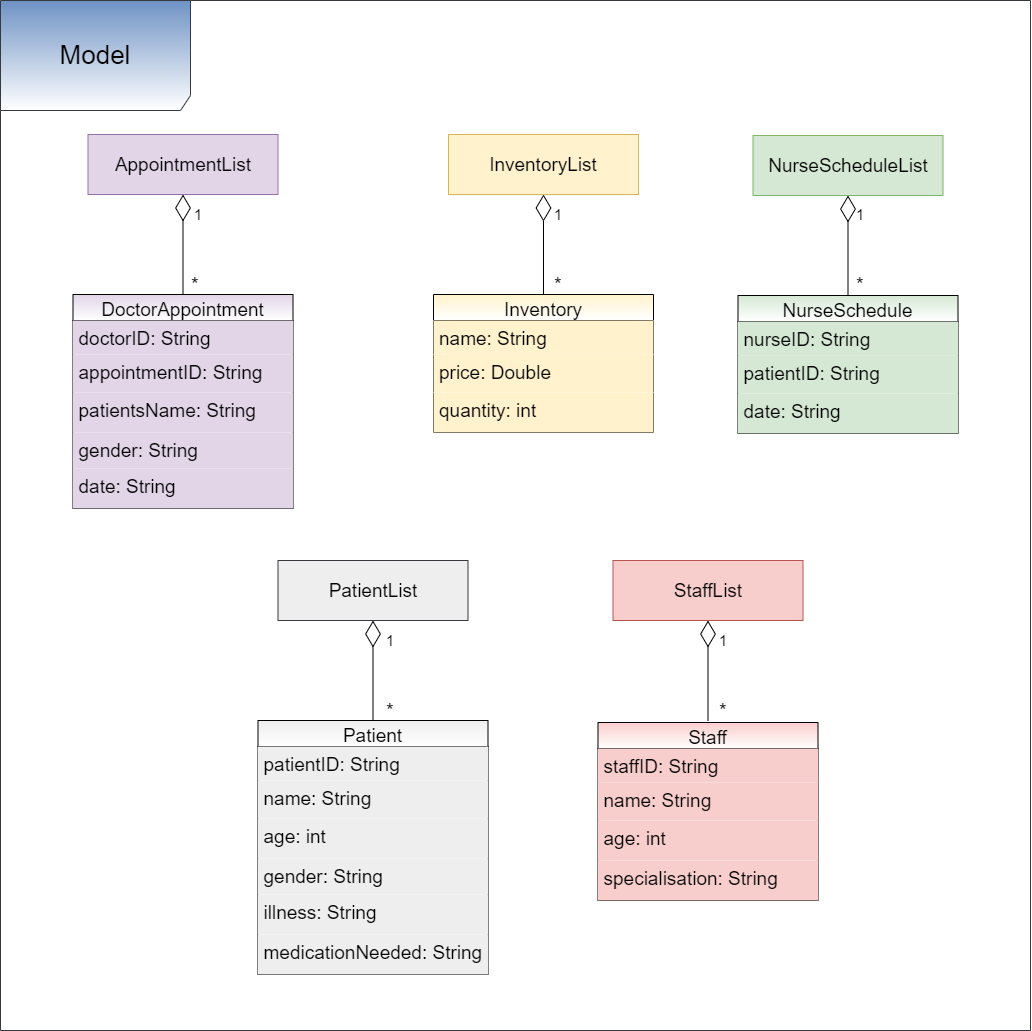 Model
AppointmentList
InventoryList
NurseScheduleList
1
1
1
*
*
*
DoctorAppointment
doctorID: String
appointmentID: String
patientsName: String
gender: String
date: String
Inventory
name: String
price: Double
quantity: int
NurseSchedule
nurseID: String
patientID: String
date: String
PatientList
StaffList
1
1
*
*
Patient
patientID: String
name: String
age: int
gender: String
illness: String
medicationNeeded: String
Staff
staffID: String
name: String
age: int
specialisation: String